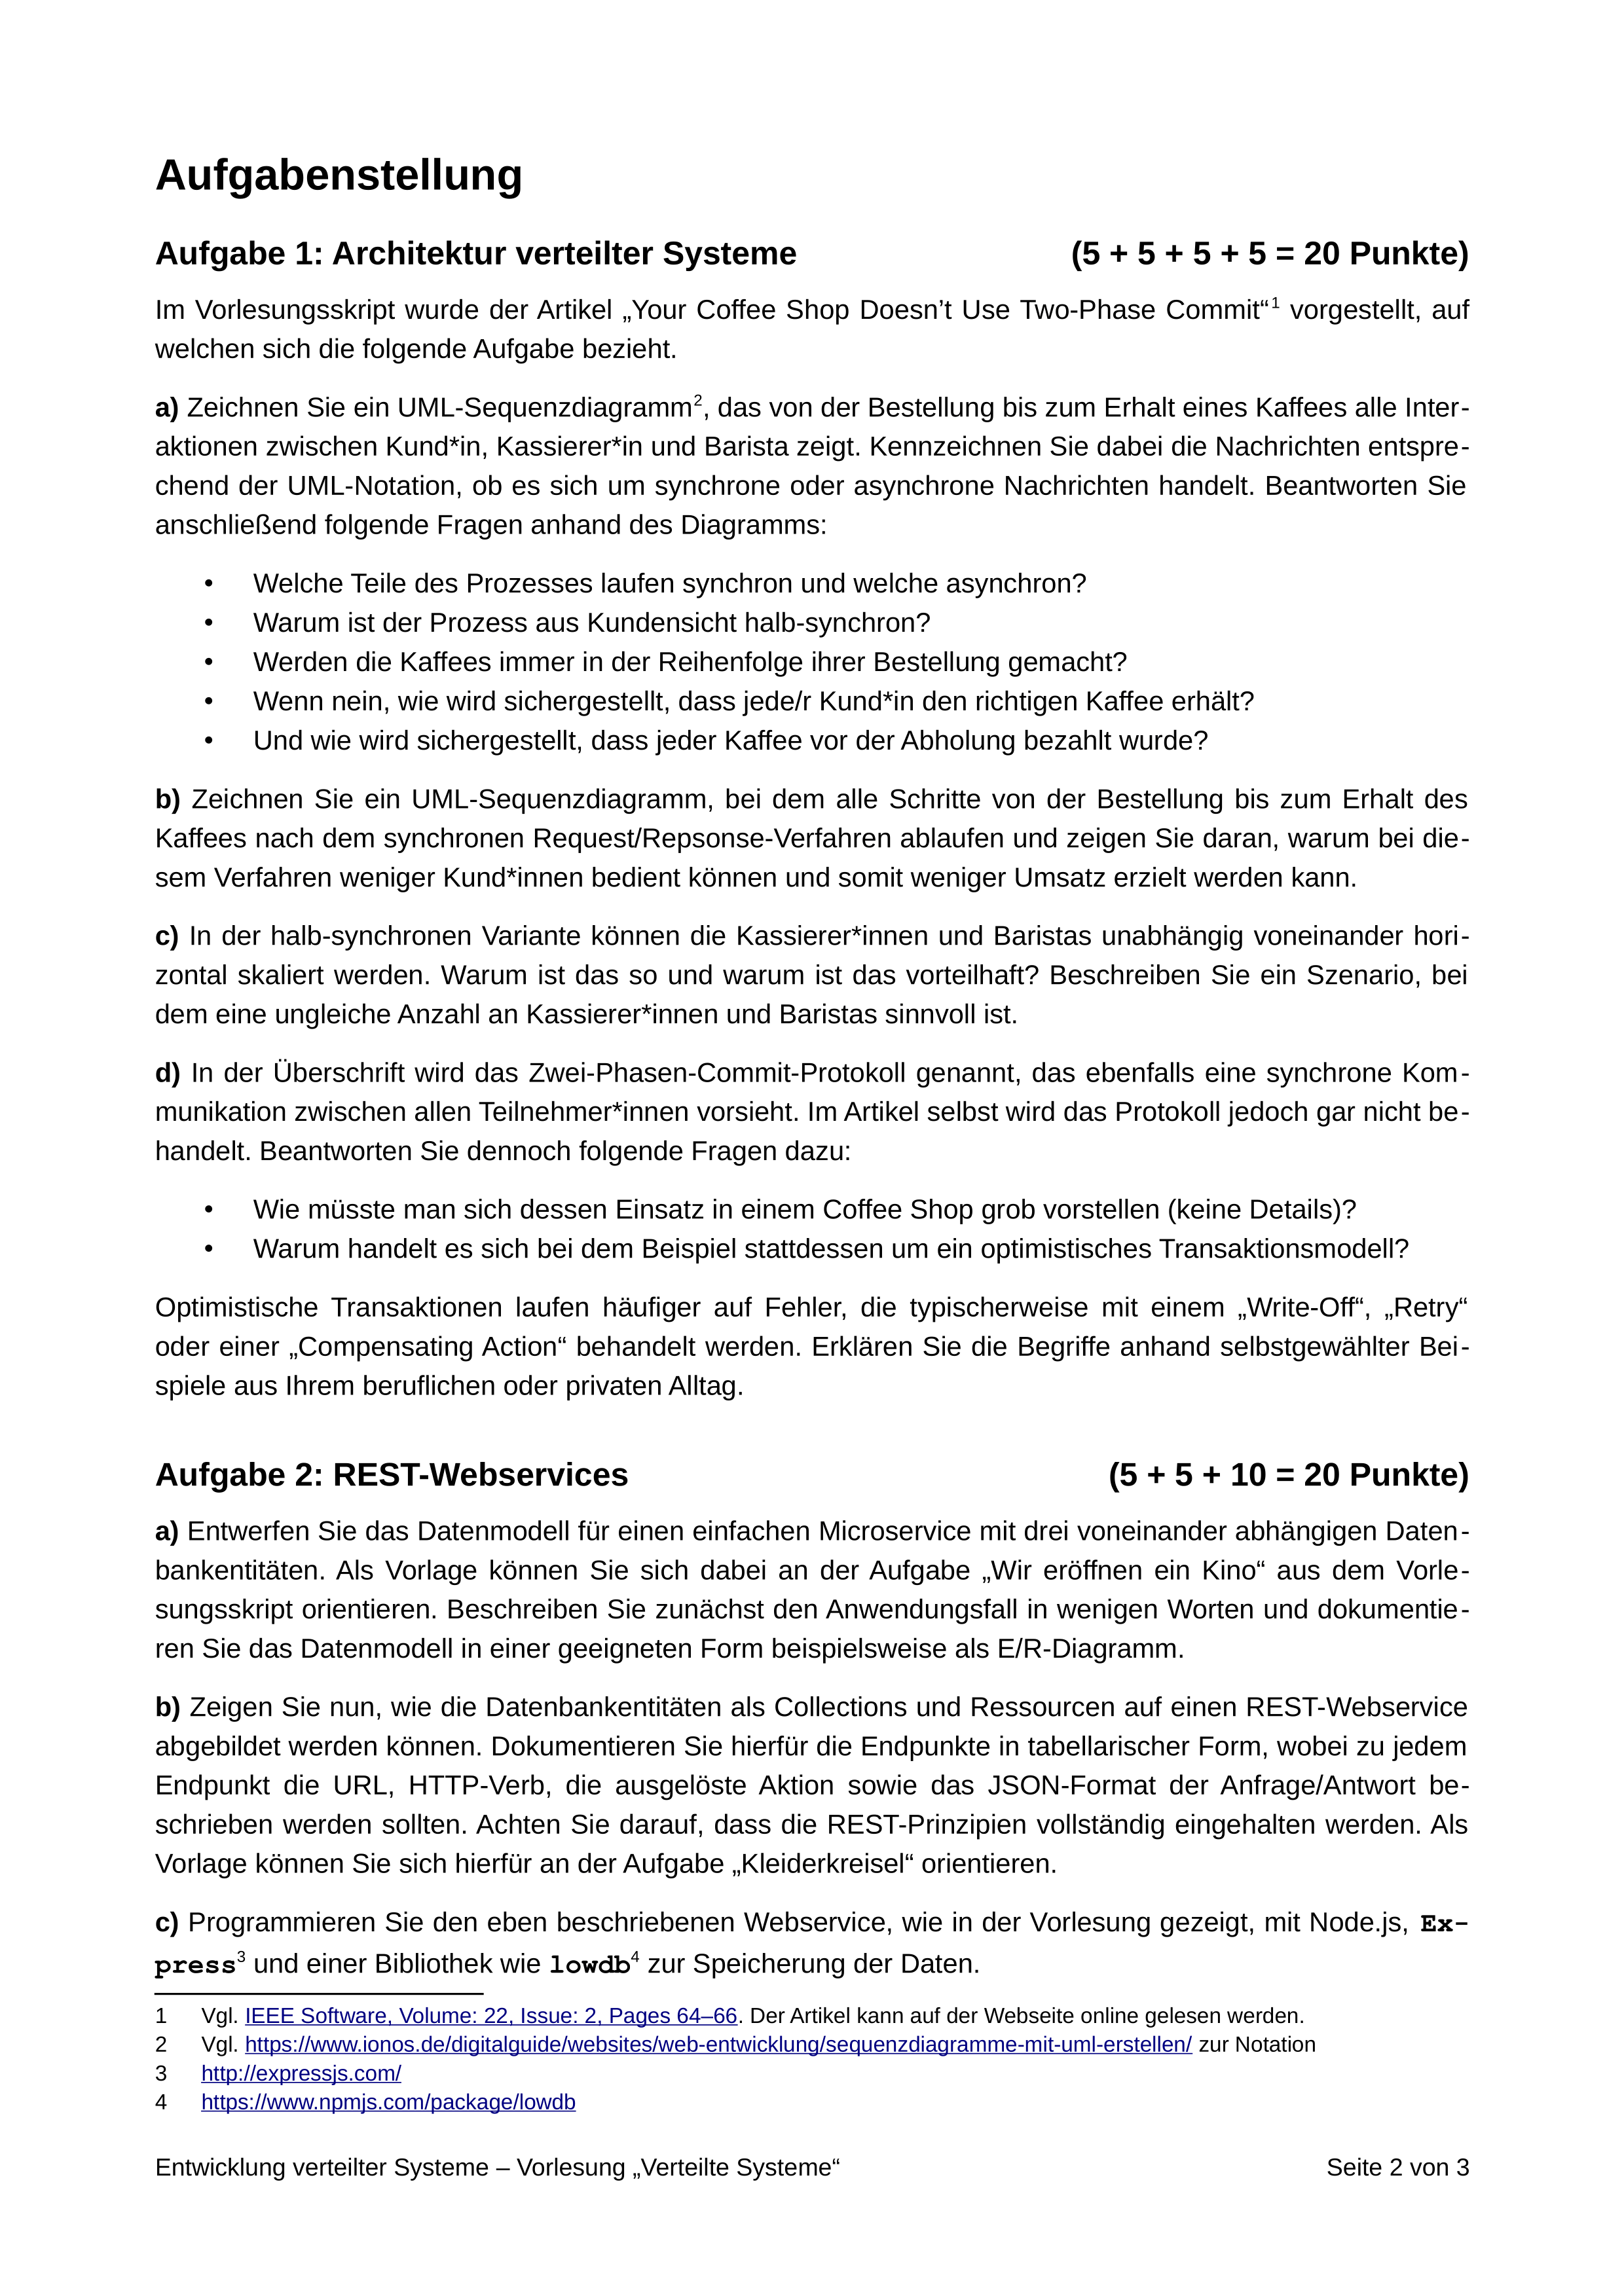 Aufgabenstellung
Aufgabe 1: Architektur verteilter Systeme (5 + 5 + 5 + 5 = 20 Punkte)
Im Vorlesungsskript wurde der Artikel „Your Coffee Shop Doesn’t Use Two-Phase Commit“1 vorgestellt, auf
welchen sich die folgende Aufgabe bezieht.
a) Zeichnen Sie ein UML-Sequenzdiagramm2, das von der Bestellung bis zum Erhalt eines Kaffees alle Inter-
aktionen zwischen Kund*in, Kassierer*in und Barista zeigt. Kennzeichnen Sie dabei die Nachrichten entspre-
chend der UML-Notation, ob es sich um synchrone oder asynchrone Nachrichten handelt. Beantworten Sie
anschließend folgende Fragen anhand des Diagramms:
• Welche Teile des Prozesses laufen synchron und welche asynchron?
• Warum ist der Prozess aus Kundensicht halb-synchron?
• Werden die Kaffees immer in der Reihenfolge ihrer Bestellung gemacht?
• Wenn nein, wie wird sichergestellt, dass jede/r Kund*in den richtigen Kaffee erhält?
• Und wie wird sichergestellt, dass jeder Kaffee vor der Abholung bezahlt wurde?
b) Zeichnen Sie ein UML-Sequenzdiagramm, bei dem alle Schritte von der Bestellung bis zum Erhalt des
Kaffees nach dem synchronen Request/Repsonse-Verfahren ablaufen und zeigen Sie daran, warum bei die-
sem Verfahren weniger Kund*innen bedient können und somit weniger Umsatz erzielt werden kann.
c) In der halb-synchronen Variante können die Kassierer*innen und Baristas unabhängig voneinander hori-
zontal skaliert werden. Warum ist das so und warum ist das vorteilhaft? Beschreiben Sie ein Szenario, bei
dem eine ungleiche Anzahl an Kassierer*innen und Baristas sinnvoll ist.
d) In der Überschrift wird das Zwei-Phasen-Commit-Protokoll genannt, das ebenfalls eine synchrone Kom-
munikation zwischen allen Teilnehmer*innen vorsieht. Im Artikel selbst wird das Protokoll jedoch gar nicht be-
handelt. Beantworten Sie dennoch folgende Fragen dazu:
• Wie müsste man sich dessen Einsatz in einem Coffee Shop grob vorstellen (keine Details)?
• Warum handelt es sich bei dem Beispiel stattdessen um ein optimistisches Transaktionsmodell?
Optimistische Transaktionen laufen häufiger auf Fehler, die typischerweise mit einem „Write-Off“, „Retry“
oder einer „Compensating Action“ behandelt werden. Erklären Sie die Begriffe anhand selbstgewählter Bei-
spiele aus Ihrem beruflichen oder privaten Alltag.
Aufgabe 2: REST-Webservices (5 + 5 + 10 = 20 Punkte)
a) Entwerfen Sie das Datenmodell für einen einfachen Microservice mit drei voneinander abhängigen Daten-
bankentitäten. Als Vorlage können Sie sich dabei an der Aufgabe „Wir eröffnen ein Kino“ aus dem Vorle-
sungsskript orientieren. Beschreiben Sie zunächst den Anwendungsfall in wenigen Worten und dokumentie-
ren Sie das Datenmodell in einer geeigneten Form beispielsweise als E/R-Diagramm.
b) Zeigen Sie nun, wie die Datenbankentitäten als Collections und Ressourcen auf einen REST-Webservice
abgebildet werden können. Dokumentieren Sie hierfür die Endpunkte in tabellarischer Form, wobei zu jedem
Endpunkt die URL, HTTP-Verb, die ausgelöste Aktion sowie das JSON-Format der Anfrage/Antwort be-
schrieben werden sollten. Achten Sie darauf, dass die REST-Prinzipien vollständig eingehalten werden. Als
Vorlage können Sie sich hierfür an der Aufgabe „Kleiderkreisel“ orientieren.
c) Programmieren Sie den eben beschriebenen Webservice, wie in der Vorlesung gezeigt, mit Node.js, Ex-
press3 und einer Bibliothek wie lowdb4 zur Speicherung der Daten.
1 Vgl. IEEE Software, Volume: 22, Issue: 2, Pages 64–66. Der Artikel kann auf der Webseite online gelesen werden.
2 Vgl. https://www.ionos.de/digitalguide/websites/web-entwicklung/sequenzdiagramme-mit-uml-erstellen/ zur Notation
3 http://expressjs.com/
4 https://www.npmjs.com/package/lowdb
Entwicklung verteilter Systeme – Vorlesung „Verteilte Systeme“ Seite 2 von 3